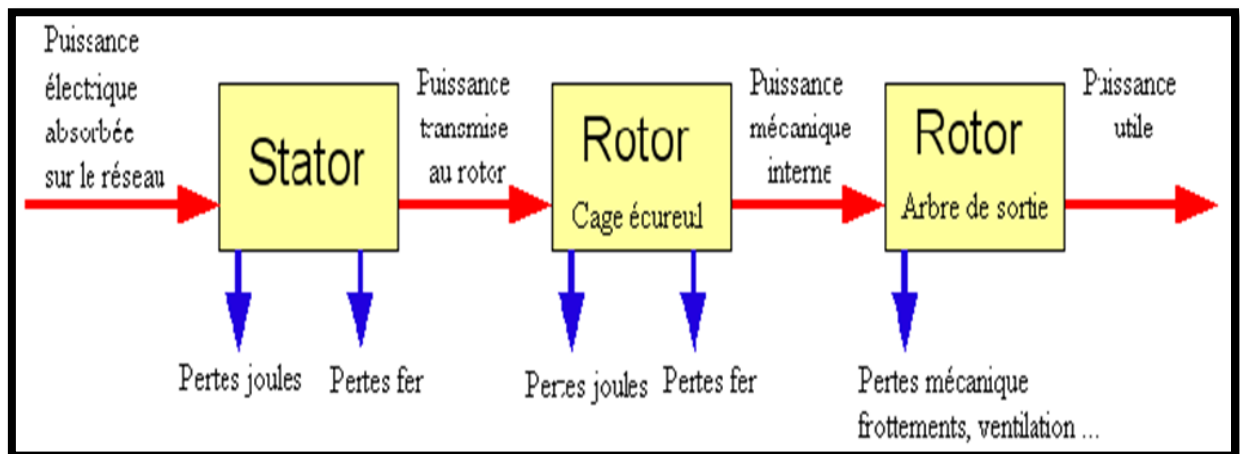 Puissance
électrique
absorbée
sur le réseau
Stator
Puissance
transmise
au rotor
Rotor
Cage écureuil
Puissance
mécanique
interne
Rotor
Arbre de sortie
Puissance
utile
Pertes joules
Pertes fer
Pertes joules
Pertes fer
Pertes mécanique
frottements, ventilation ...